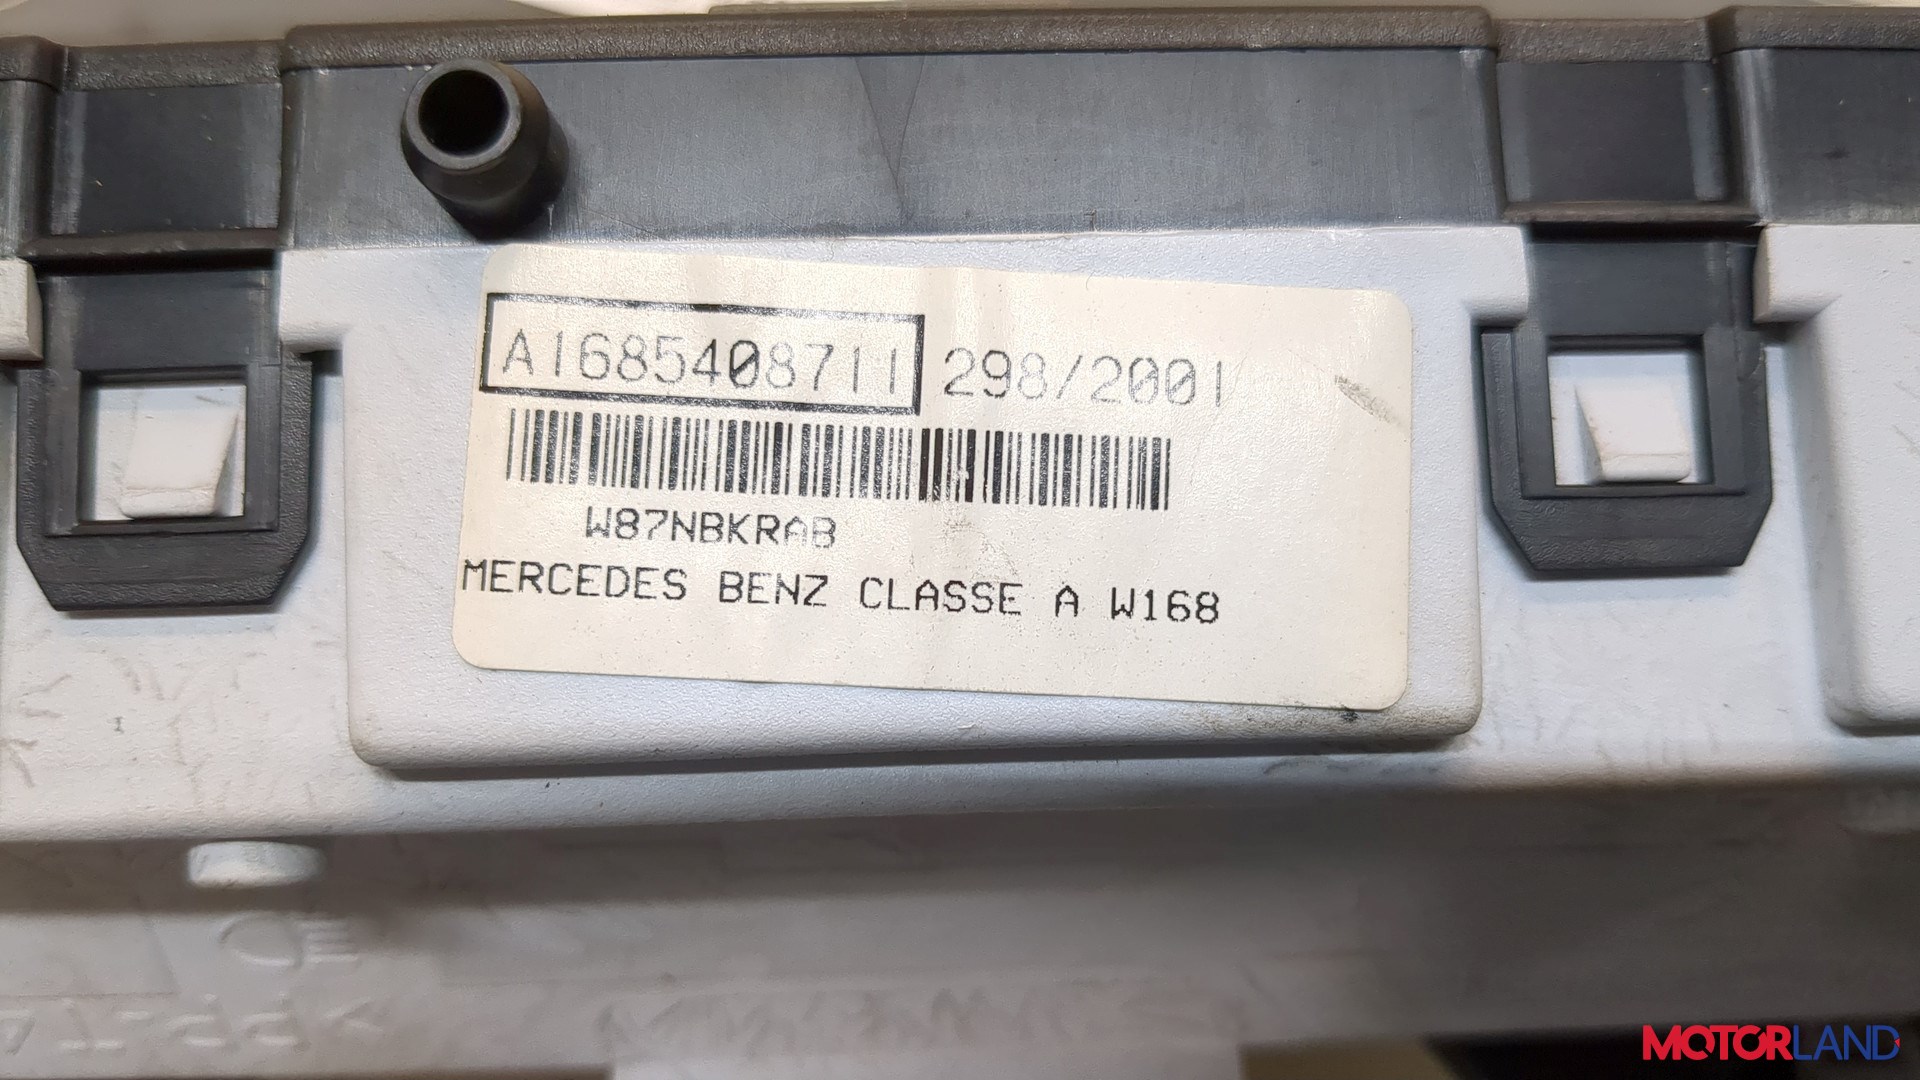 A1685408711 298/2001
W87NBKRAB
MERCEDES BENZ CLASSE A W168
MOTORLAND